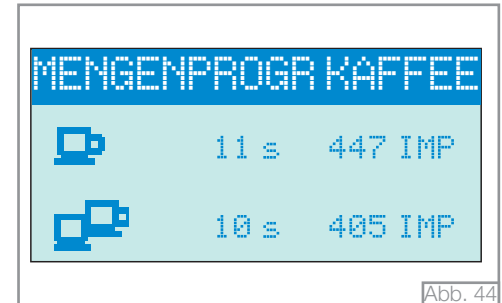 MENGENPROGR KAFFEE
11 s 447 IMP
10 s 405 IMP
Abb. 44